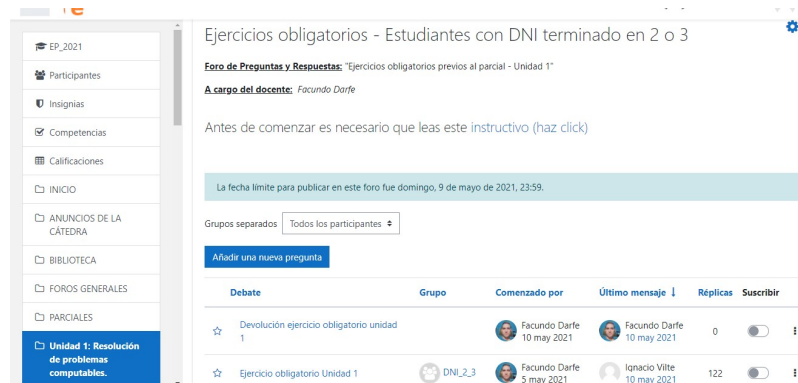 Ejercicios obligatorios - Estudiantes con DNI terminado en 2 o 3
Foro de Preguntas y Respuestas: "Ejercicios obligatorios previos al parcial - Unidad 1"
A cargo del docente: Facundo Darfe
Antes de comenzar es necesario que leas este instructivo (haz click)
EP_2021
Participantes
Insignias
Competencias
Calificaciones
INICIO
ANUNCIOS DE LA
CÁTEDRA
BIBLIOTECA
FOROS GENERALES
PARCIALES
Unidad 1: Resolución
de problemas
computables.
La fecha límite para publicar en este foro fue domingo, 9 de mayo de 2021, 23:59.
Grupos separados Todos los participantes
Añadir una nueva pregunta
Debate Grupo Comenzado por Último mensaje Réplicas Suscribir
Devolución ejercicio obligatorio unidad
1
Facundo Darfe
10 may 2021
Facundo Darfe
10 may 2021
0
Ejercicio obligatorio Unidad 1
DNI_2_3
Facundo Darfe
5 may 2021
Ignacio Vilte
10 may 2021
122